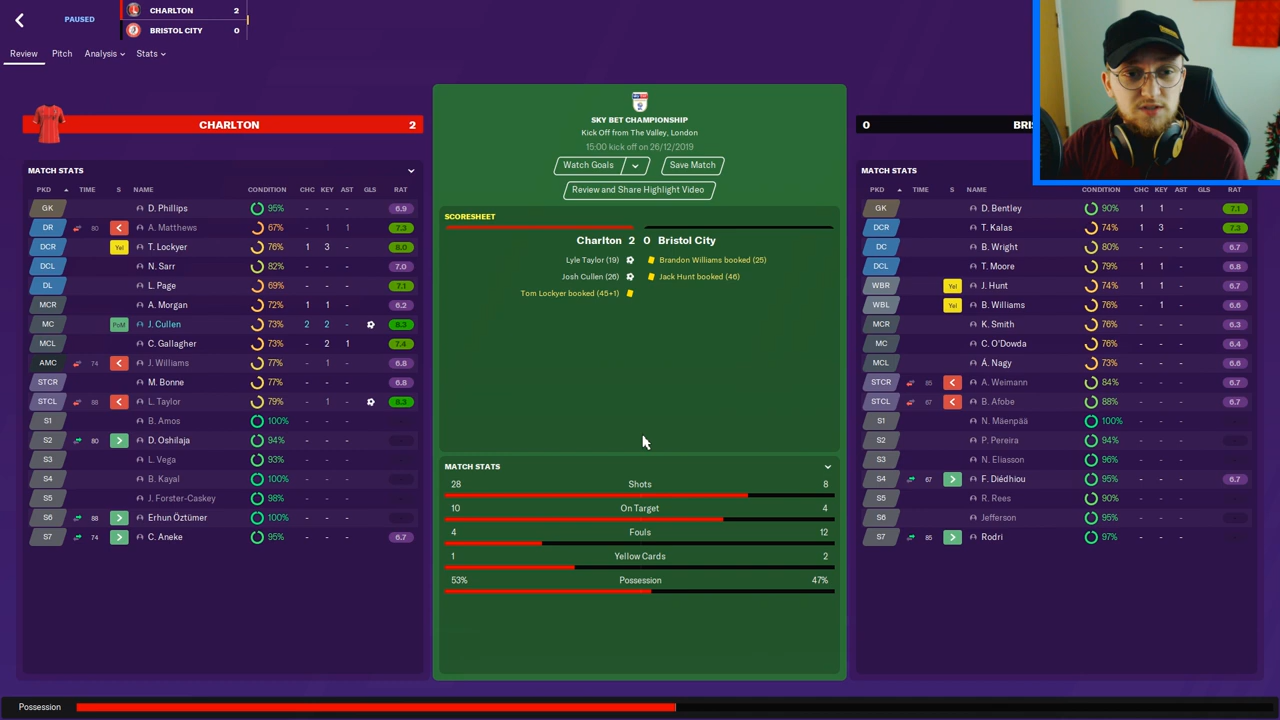 PAUSED
CHARLTON 2
BRISTOL CITY 0
Review Pitch Analysis Stats
CHARLTON 2
MATCH STATS
PKD TIME S NAME CONDITION CHC KEY AST GLS RAT
GK D. Phillips 95% - - - 6.9
DR 80 A. Matthews 67% - 1 1 7.3
DCR Yel T. Lockyer 76% 1 3 - 8.0
DCL N. Sarr 82% - - - 7.0
DL L. Page 69% - - - 7.1
MCR A. Morgan 72% 1 1 - 6.2
MC PoM J. Cullen 73% 2 2 - 8.3
MCL C. Gallagher 73% - 2 1 7.4
AMC 74 J. Williams 77% - 1 - 6.8
STCR M. Bonne 77% - - - 6.8
STCL 88 L. Taylor 79% - 1 - 8.3
S1 B. Amos 100% - - - -
S2 80 D. Oshilaja 94% - - - -
S3 L. Vega 93% - - - -
S4 B. Kayal 100% - - - -
S5 J. Forster-Caskey 98% - - - -
S6 88 Erhun Öztümer 100% - - - -
S7 74 C. Aneke 95% - - - 6.7
SKY BET CHAMPIONSHIP
Kick Off from The Valley, London
15:00 kick off on 26/12/2019
Watch Goals Save Match
Review and Share Highlight Video
SCORESHEET
Charlton 2 0 Bristol City
Lyle Taylor (19) Brandon Williams booked (25)
Josh Cullen (26) Jack Hunt booked (46)
Tom Lockyer booked (45+1)
MATCH STATS
28 Shots 8
10 On Target 4
4 Fouls 12
1 Yellow Cards 2
53% Possession 47%
0 BRIS
MATCH STATS
PKD TIME S NAME CONDITION CHC KEY AST GLS RAT
GK D. Bentley 90% 1 1 - 7.1
DCR T. Kalas 74% 1 3 - 7.3
DC B. Wright 80% - - - 6.7
DCL T. Moore 79% - - - 6.8
WBR Yel J. Hunt 74% 1 1 - 6.7
WBL Yel B. Williams 76% - 1 - 6.6
MCR K. Smith 76% - - - 6.3
MC C. O'Dowda 76% - - - 6.4
MCL Á. Nagy 73% - - - 6.6
STCR 85 A. Weimann 84% - - - 6.7
STCL 67 B. Afobe 88% - - - 6.7
S1 N. Mäenpää 100% - - - -
S2 P. Pereira 94% - - - -
S3 N. Eliasson 96% - - - -
S4 67 F. Diédhiou 95% - - - 6.7
S5 R. Rees 90% - - - -
S6 Jefferson 95% - - - -
S7 85 Rodri 97% - - - -
Possession